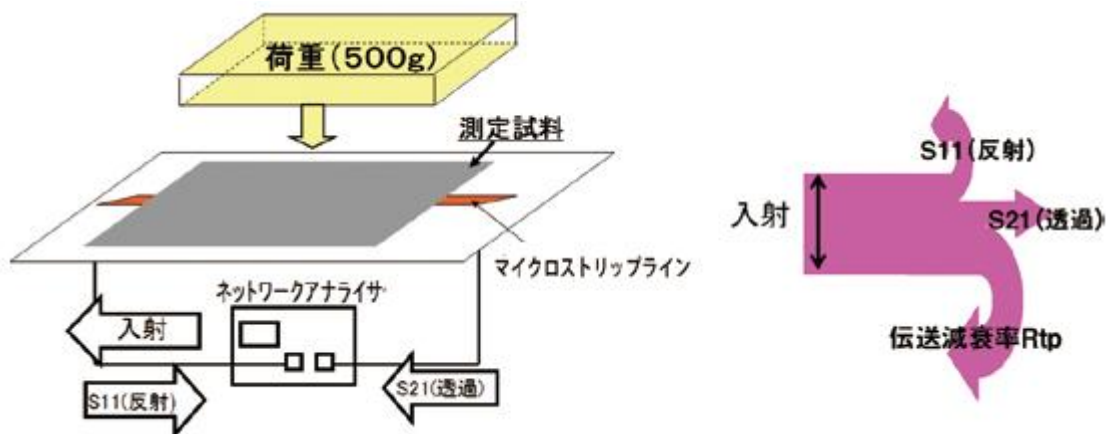 荷重(500g)
測定試料
マイクロストリップライン
ネットワークアナライザ
入射
S11(反射)
S21(透過)
S11(反射)
入射
S21(透過)
伝送減衰率Rtp